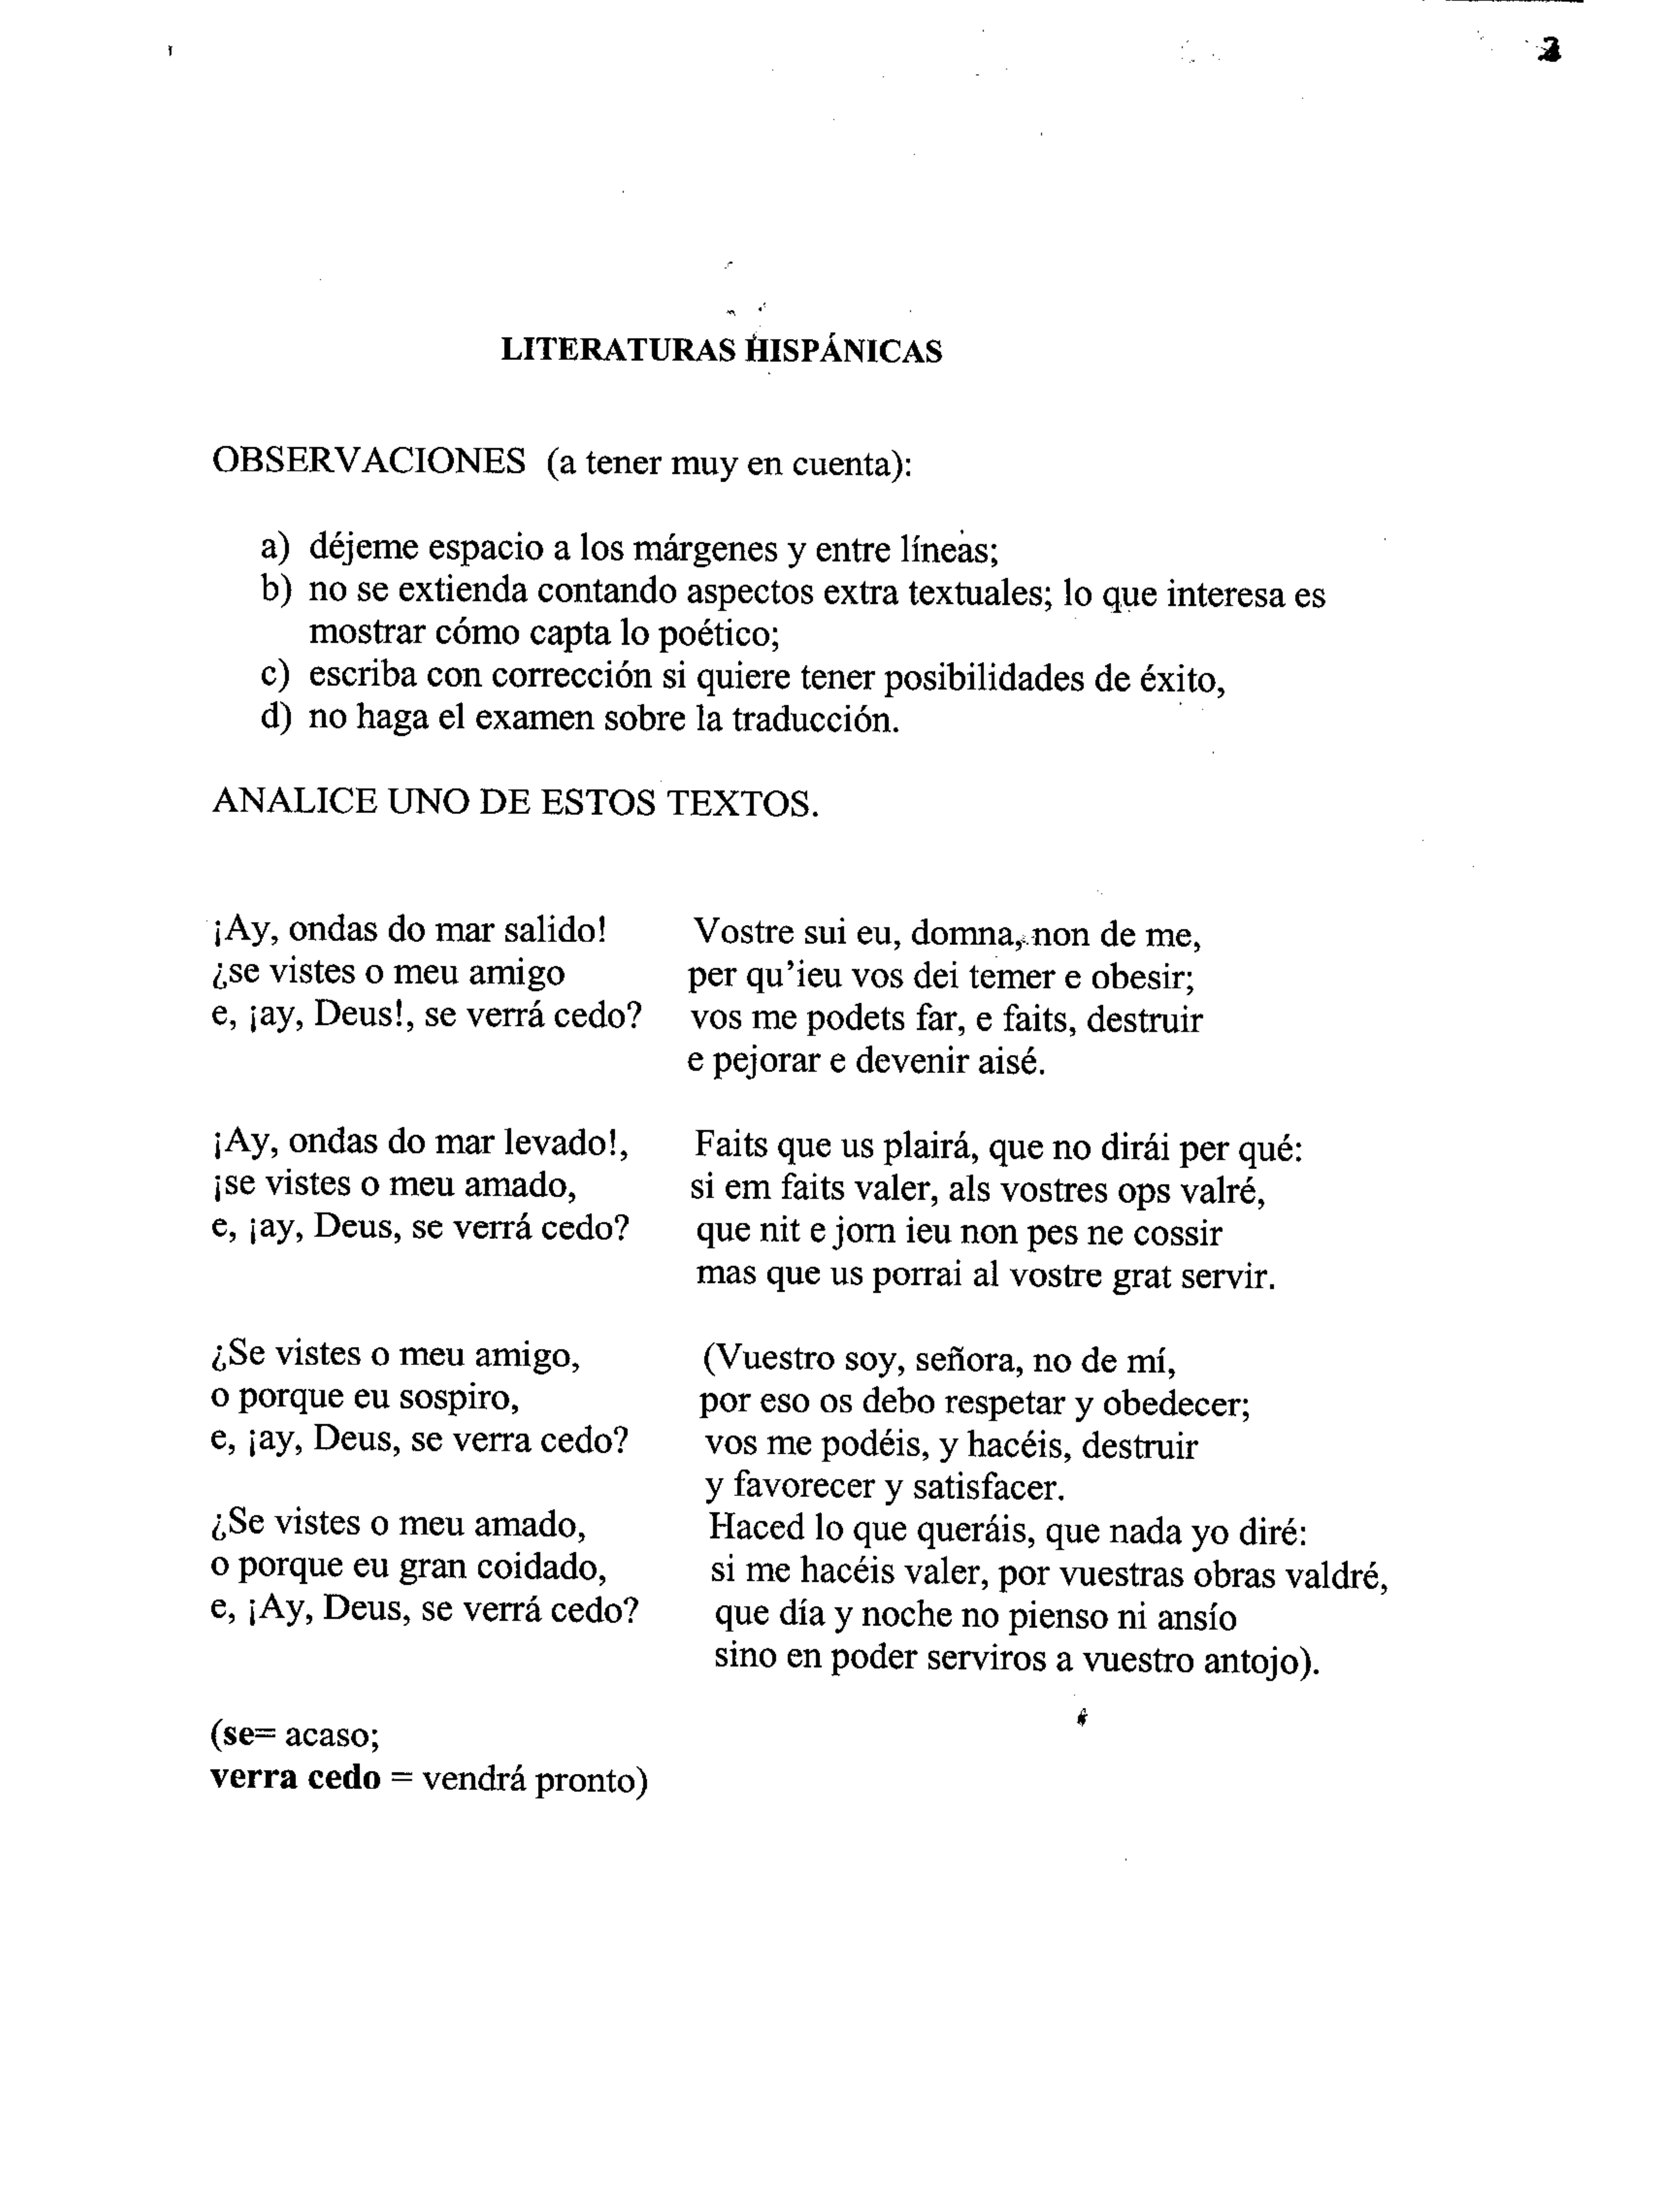 2
LITERATURAS HISPÁNICAS
OBSERVACIONES (a tener muy en cuenta):
a) déjeme espacio a los márgenes y entre líneas;
b) no se extienda contando aspectos extra textuales; lo que interesa es
mostrar cómo capta lo poético;
c) escriba con corrección si quiere tener posibilidades de éxito,
d) no haga el examen sobre la traducción.
ANALICE UNO DE ESTOS TEXTOS.
¡Ay, ondas do mar salido!
¿se vistes o meu amigo
e, ¡ay, Deus!, se verrá cedo?
¡Ay, ondas do mar levado!,
¡se vistes o meu amado,
e, ¡ay, Deus, se verrá cedo?
¿Se vistes o meu amigo,
o porque eu sospiro,
e, ¡ay, Deus, se verra cedo?
¿Se vistes o meu amado,
o porque eu gran coidado,
e, ¡Ay, Deus, se verrá cedo?
(se= acaso;
verra cedo = vendrá pronto)
Vostre sui eu, domna, non de me,
per qu'ieu vos dei temer e obesir;
vos me podets far, e faits, destruir
e pejorar e devenir aisé.
Faits que us plairá, que no dirái per qué:
si em faits valer, als vostres ops valré,
que nit e jorn ieu non pes ne cossir
mas que us porrai al vostre grat servir.
(Vuestro soy, señora, no de mí,
por eso os debo respetar y obedecer;
vos me podéis, y hacéis, destruir
y favorecer y satisfacer.
Haced lo que queráis, que nada yo diré:
si me hacéis valer, por vuestras obras valdré,
que día y noche no pienso ni ansío
sino en poder serviros a vuestro antojo).